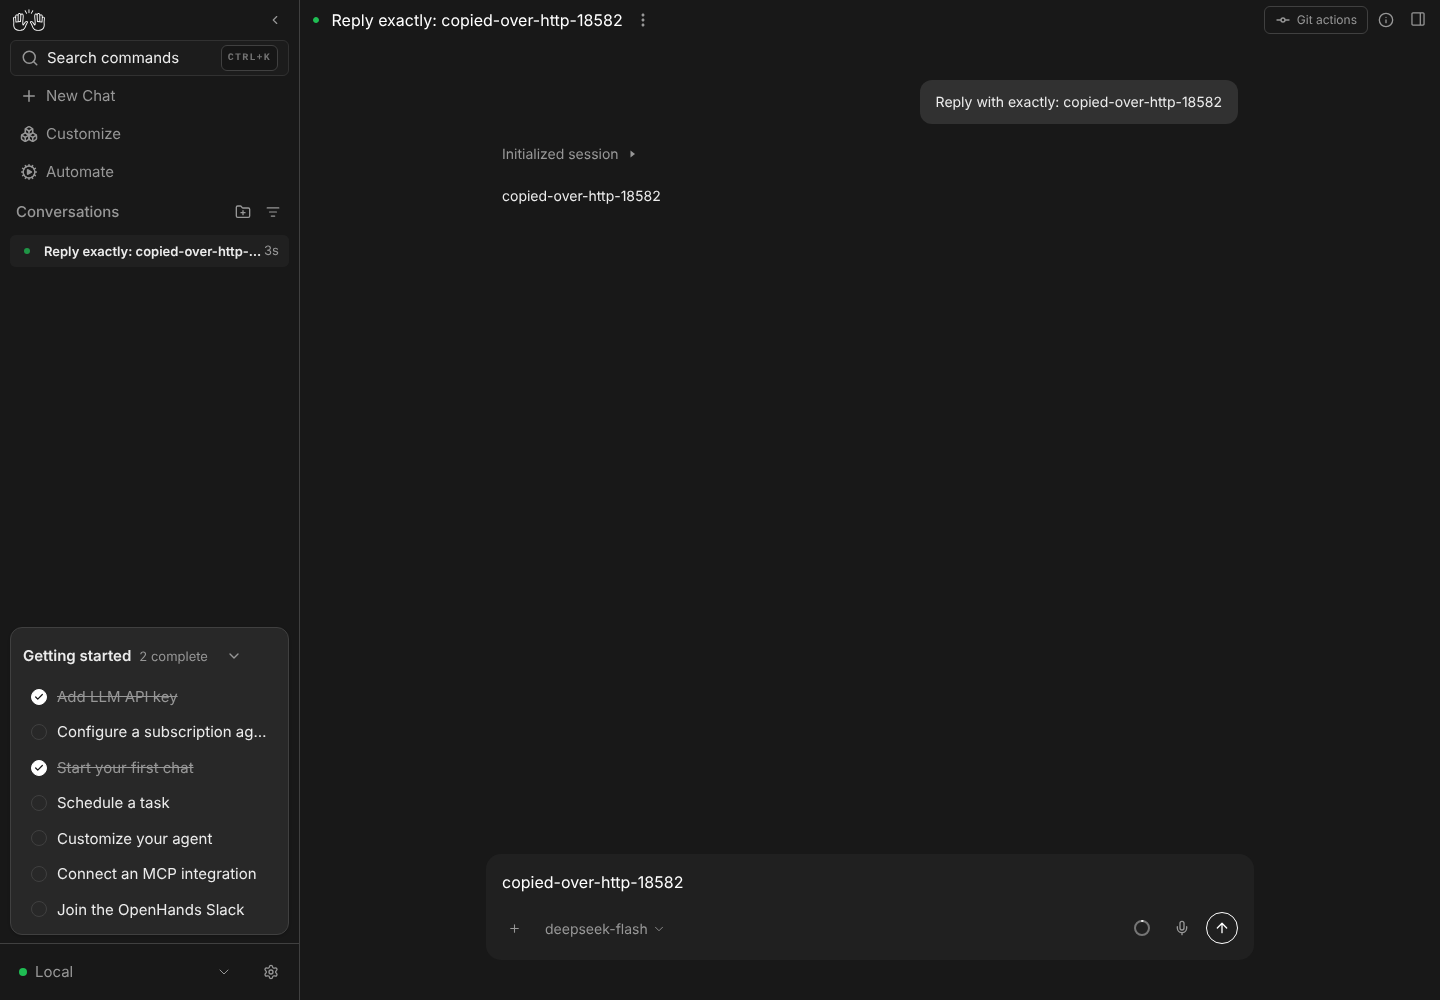 Search commands CTRL+K
New Chat
Customize
Automate
Conversations
Reply exactly: copied-over-http-... 3s
Getting started 2 complete
Add LLM API key
Configure a subscription ag...
Start your first chat
Schedule a task
Customize your agent
Connect an MCP integration
Join the OpenHands Slack
Local
Reply exactly: copied-over-http-18582
Git actions
Reply with exactly: copied-over-http-18582
Initialized session
copied-over-http-18582
copied-over-http-18582
deepseek-flash